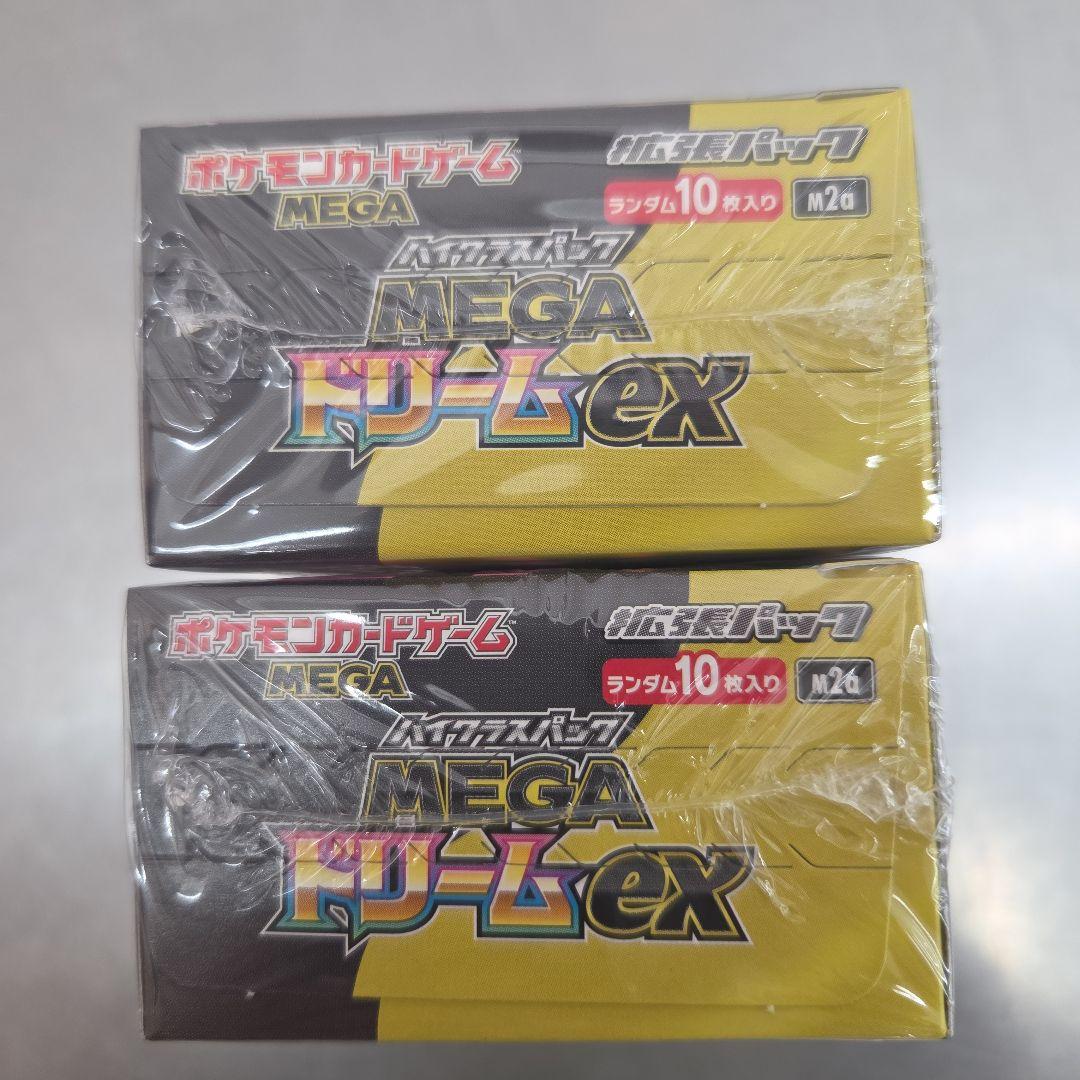 ポケモンカードゲーム™
MEGA
拡張パック
ランダム10枚入り M2a
ハイクラスパック
MEGA
ドリームex
ポケモンカードゲーム™
MEGA
拡張パック
ランダム10枚入り M2a
ハイクラスパック
MEGA
ドリームex